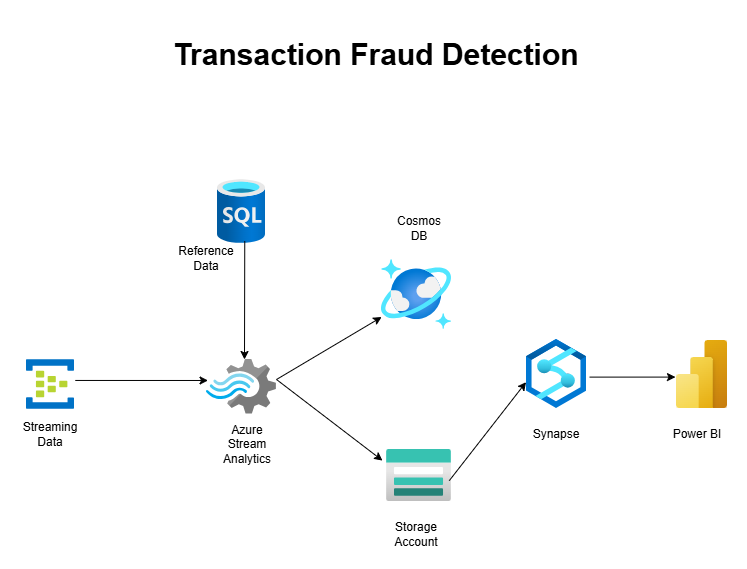 Transaction Fraud Detection
SQL
Reference
Data
Cosmos
DB
Streaming
Data
Azure
Stream
Analytics
Storage
Account
Synapse
Power BI